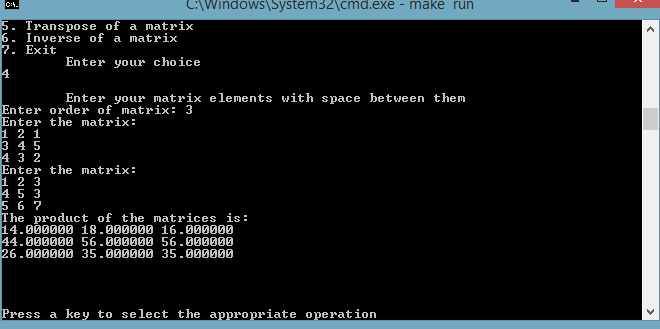 C:\Windows\System32\cmd.exe - make run
5. Transpose of a matrix
6. Inverse of a matrix
7. Exit
Enter your choice
4
Enter your matrix elements with space between them
Enter order of matrix: 3
Enter the matrix:
1 2 1
3 4 5
4 3 2
Enter the matrix:
1 2 3
4 5 3
5 6 7
The product of the matrices is:
14.000000 18.000000 16.000000
44.000000 56.000000 56.000000
26.000000 35.000000 35.000000
Press a key to select the appropriate operation